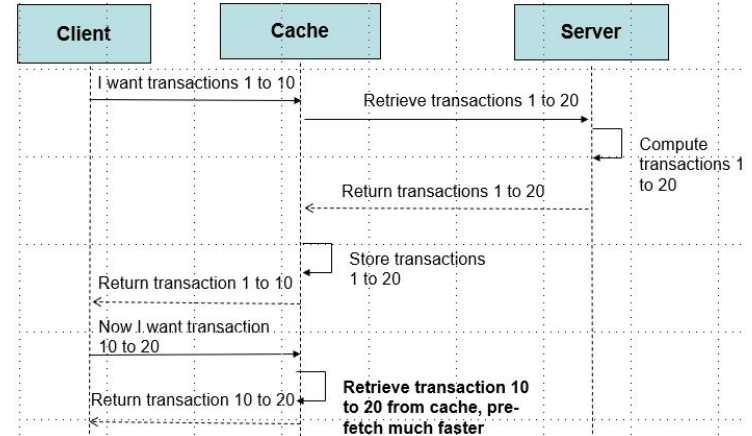 Client
Cache
Server
I want transactions 1 to 10
Retrieve transactions 1 to 20
Compute
transactions 1
to 20
Return transactions 1 to 20
Store transactions
1 to 20
Return transaction 1 to 10
Now I want transaction
10 to 20
Retrieve transaction 10
to 20 from cache, pre-
fetch much faster
Return transaction 10 to 20